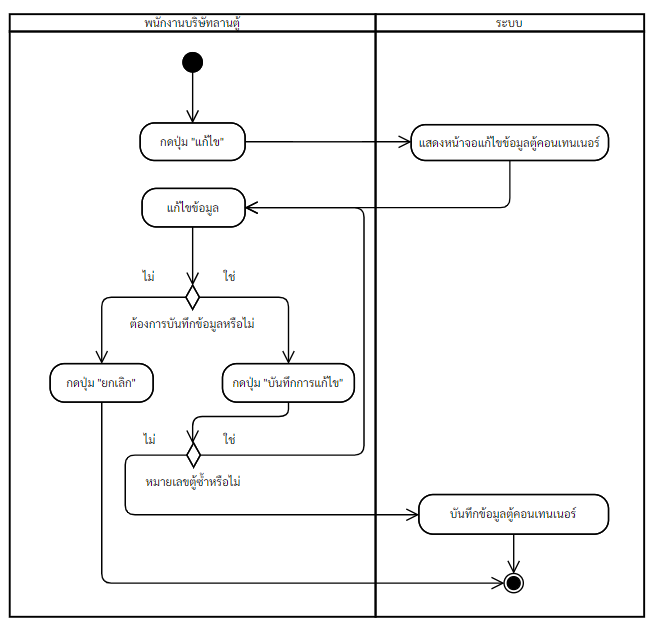 พนักงานบริษัทลานตู้
ระบบ
กดปุ่ม "แก้ไข"
แสดงหน้าจอแก้ไขข้อมูลตู้คอนเทนเนอร์
แก้ไขข้อมูล
ไม่
ใช่
ต้องการบันทึกข้อมูลหรือไม่
กดปุ่ม "ยกเลิก"
กดปุ่ม "บันทึกการแก้ไข"
ไม่
ใช่
หมายเลขตู้ซ้ำหรือไม่
บันทึกข้อมูลตู้คอนเทนเนอร์